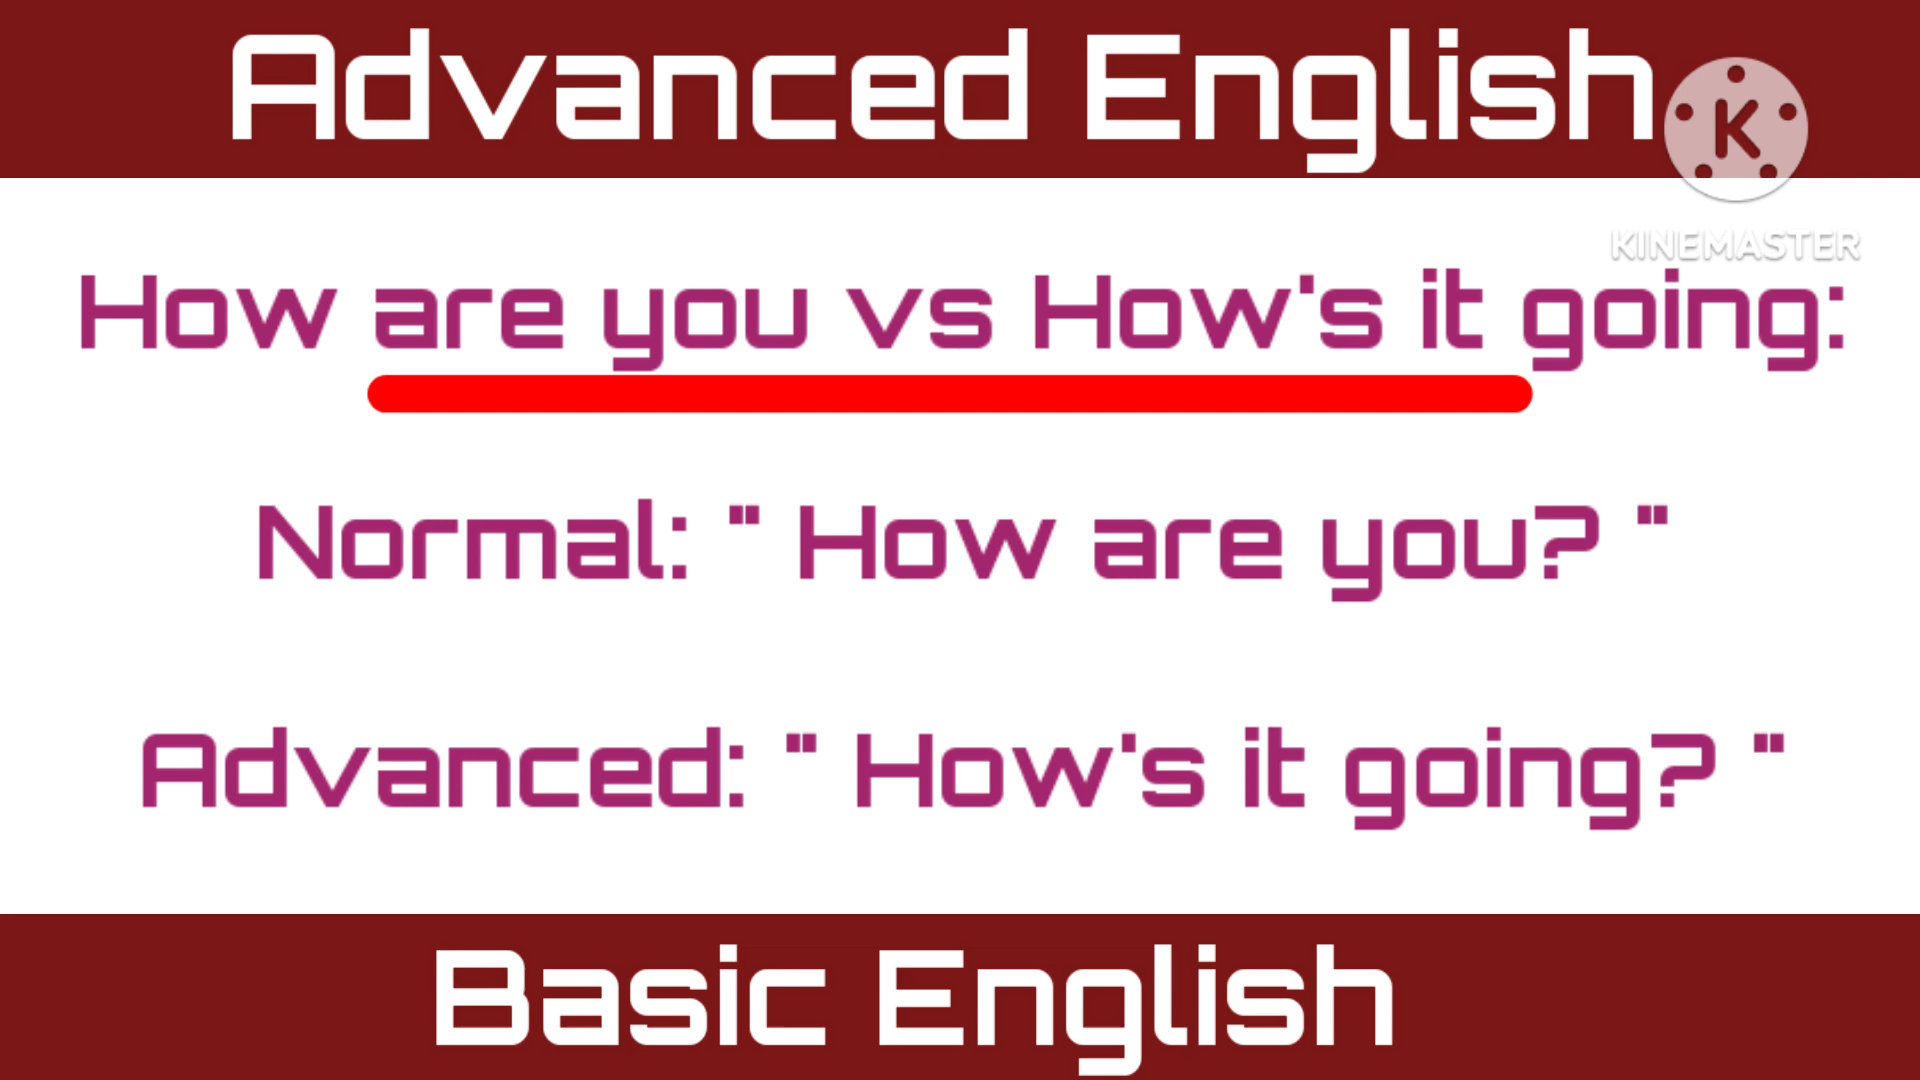 Advanced English
K
KINEMASTER
How are you vs How's it going:
Normal: " How are you? "
Advanced: " How's it going? "
Basic English